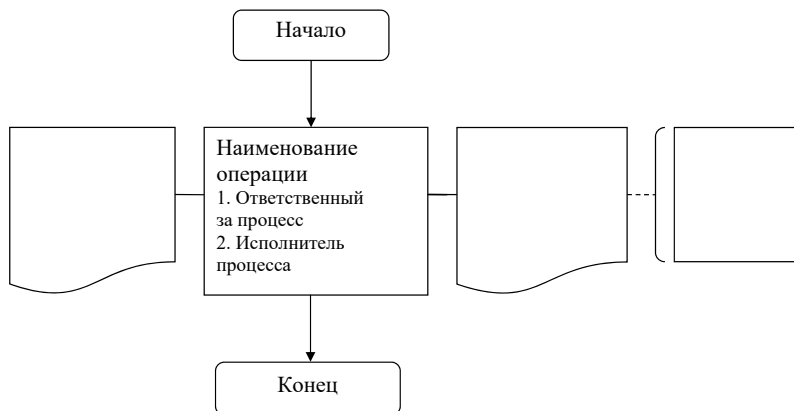 Начало
Наименование
операции
1. Ответственный
за процесс
2. Исполнитель
процесса
Конец